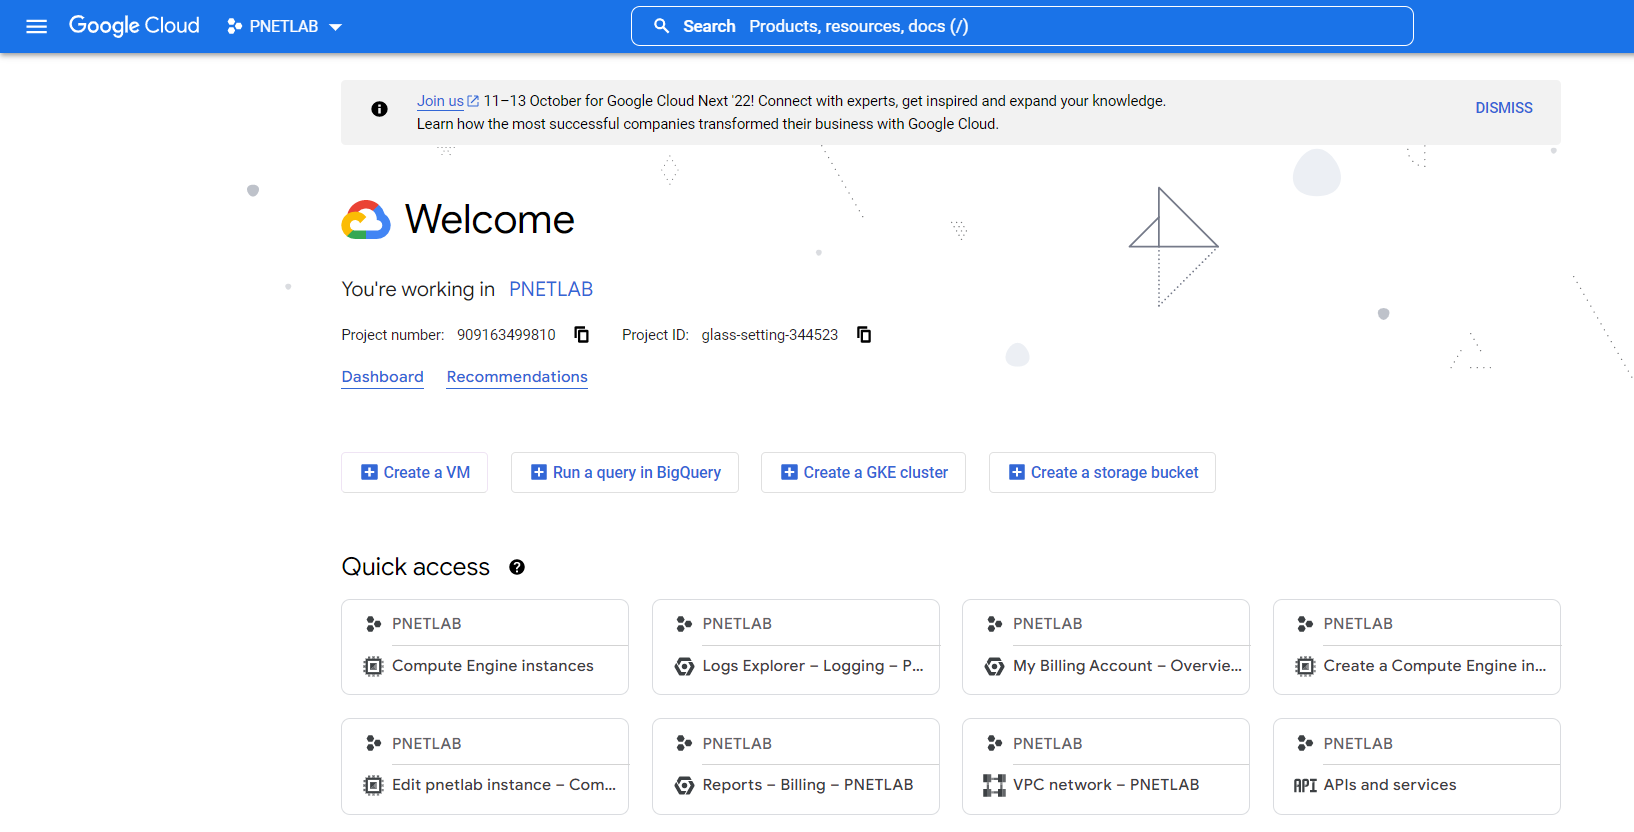 Google Cloud
PNETLAB
Search Products, resources, docs (/)
Join us 11–13 October for Google Cloud Next '22! Connect with experts, get inspired and expand your knowledge.
Learn how the most successful companies transformed their business with Google Cloud.
DISMISS
Welcome
You're working in PNETLAB
Project number: 909163499810 Project ID: glass-setting-344523
Dashboard Recommendations
Create a VM Run a query in BigQuery Create a GKE cluster Create a storage bucket
Quick access
PNETLAB
Compute Engine instances
PNETLAB
Logs Explorer – Logging – P...
PNETLAB
My Billing Account – Overvie...
PNETLAB
Create a Compute Engine in...
PNETLAB
Edit pnetlab instance – Com...
PNETLAB
Reports – Billing – PNETLAB
PNETLAB
VPC network – PNETLAB
PNETLAB
API APIs and services